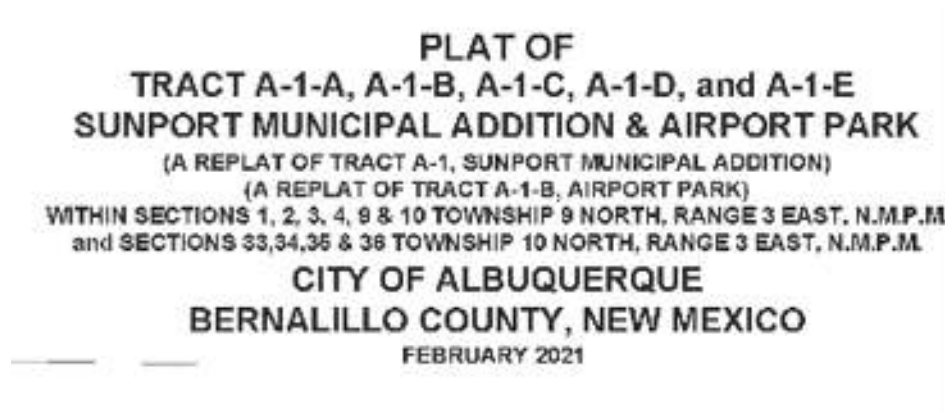 PLAT OF
TRACT A-1-A, A-1-B, A-1-C, A-1-D, and A-1-E
SUNPORT MUNICIPAL ADDITION & AIRPORT PARK
(A REPLAT OF TRACT A-1, SUNPORT MUNICIPAL ADDITION)
(A REPLAT OF TRACT A-1-B, AIRPORT PARK)
WITHIN SECTIONS 1, 2, 3, 4, 9 & 10 TOWNSHIP 9 NORTH, RANGE 3 EAST, N.M.P.M
and SECTIONS 33,34,35 & 36 TOWNSHIP 10 NORTH, RANGE 3 EAST, N.M.P.M.
CITY OF ALBUQUERQUE
BERNALILLO COUNTY, NEW MEXICO
FEBRUARY 2021